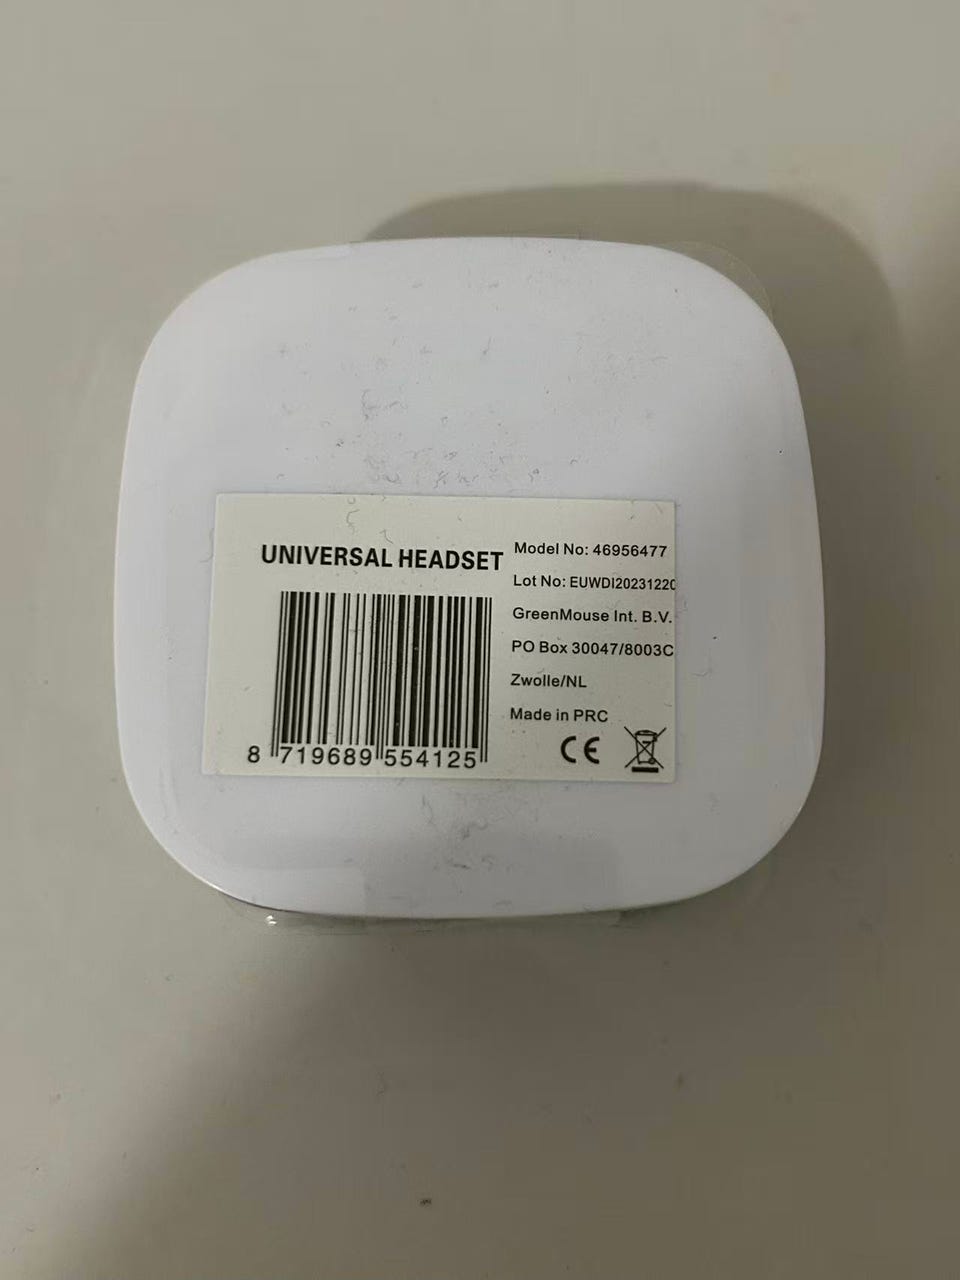 UNIVERSAL HEADSET
8 719689 554125
Model No: 46956477
Lot No: EUWDI20231220
GreenMouse Int. B.V.
PO Box 30047/8003C
Zwolle/NL
Made in PRC
CE